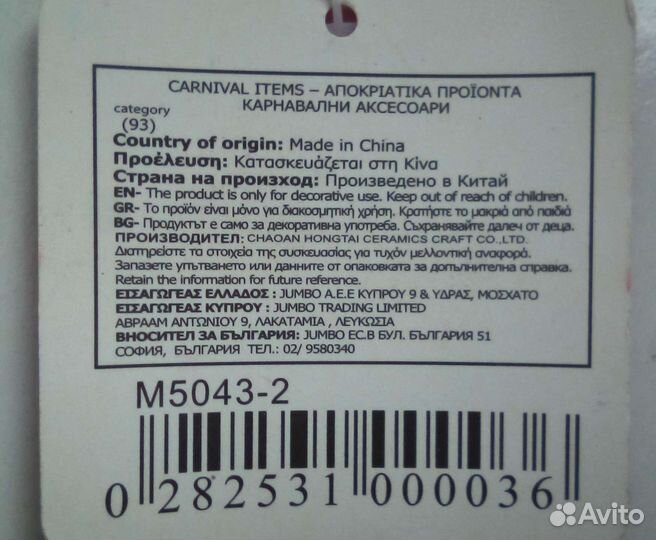 CARNIVAL ITEMS – ΑΠΟΚΡΙΑΤΙΚΑ ΠΡΟΪΟΝΤΑ
КАРНАВАЛНИ АКСЕСОАРИ
category
(93)
Country of origin: Made in China
Προέλευση: Κατασκευάζεται στη Κίνα
Страна на произход: Произведено в Китай
EN- The product is only for decorative use. Keep out of reach of children.
GR- Το προϊόν είναι μόνο για διακοσμητική χρήση. Κρατήστε το μακριά από παιδιά
BG- Продуктът е само за декоративна употреба. Съхранявайте далеч от деца.
ПРОИЗВОДИТЕЛ: CHAOAN HONGTAI CERAMICS CRAFT CO.,LTD.
Διατηρείστε τα στοιχεία της συσκευασίας για τυχόν μελλοντική αναφορά.
Запазете упътването или данните от опаковката за допълнителна справка.
Retain the information for future reference.
ΕΙΣΑΓΩΓΕΑΣ ΕΛΛΑΔΟΣ : JUMBO A.E.E ΚΥΠΡΟΥ 9 & ΥΔΡΑΣ, ΜΟΣΧΑΤΟ
ΕΙΣΑΓΩΓΕΑΣ ΚΥΠΡΟΥ : JUMBO TRADING LIMITED
ΑΒΡΑΑΜ ΑΝΤΩΝΙΟΥ 9, ΛΑΚΑΤΑΜΙΑ , ΛΕΥΚΩΣΙΑ
ВНОСИТЕЛ ЗА БЪЛГАРИЯ: JUMBO EC.B БУЛ. БЪЛГАРИЯ 51
СОФИЯ, БЪЛГАРИЯ ТЕЛ.: 02/ 9580340
M5043-2
0 282531 000036
Avito